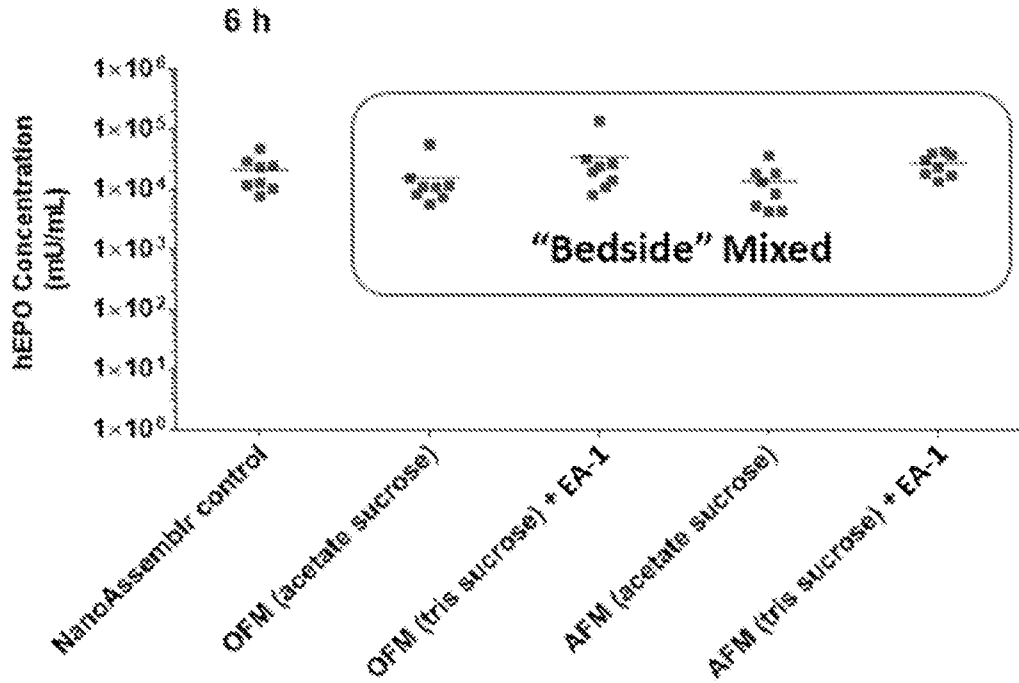 6 h
hEPO Concentration
(mU/mL)
1×10⁶
1×10⁵
1×10⁴
1×10³
1×10²
1×10¹
1×10⁰
"Bedside" Mixed
NanoAssemblr control
OFM (acetate sucrose)
OFM (tris sucrose) + EA-1
AFM (acetate sucrose)
AFM (tris sucrose) + EA-1